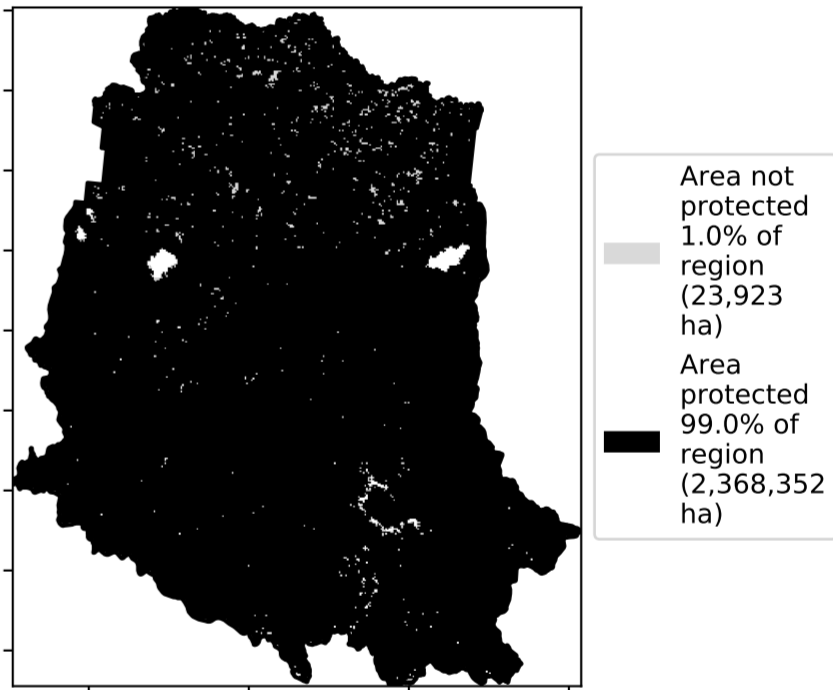 Area not
protected
1.0% of
region
(23,923
ha)
Area
protected
99.0% of
region
(2,368,352
ha)